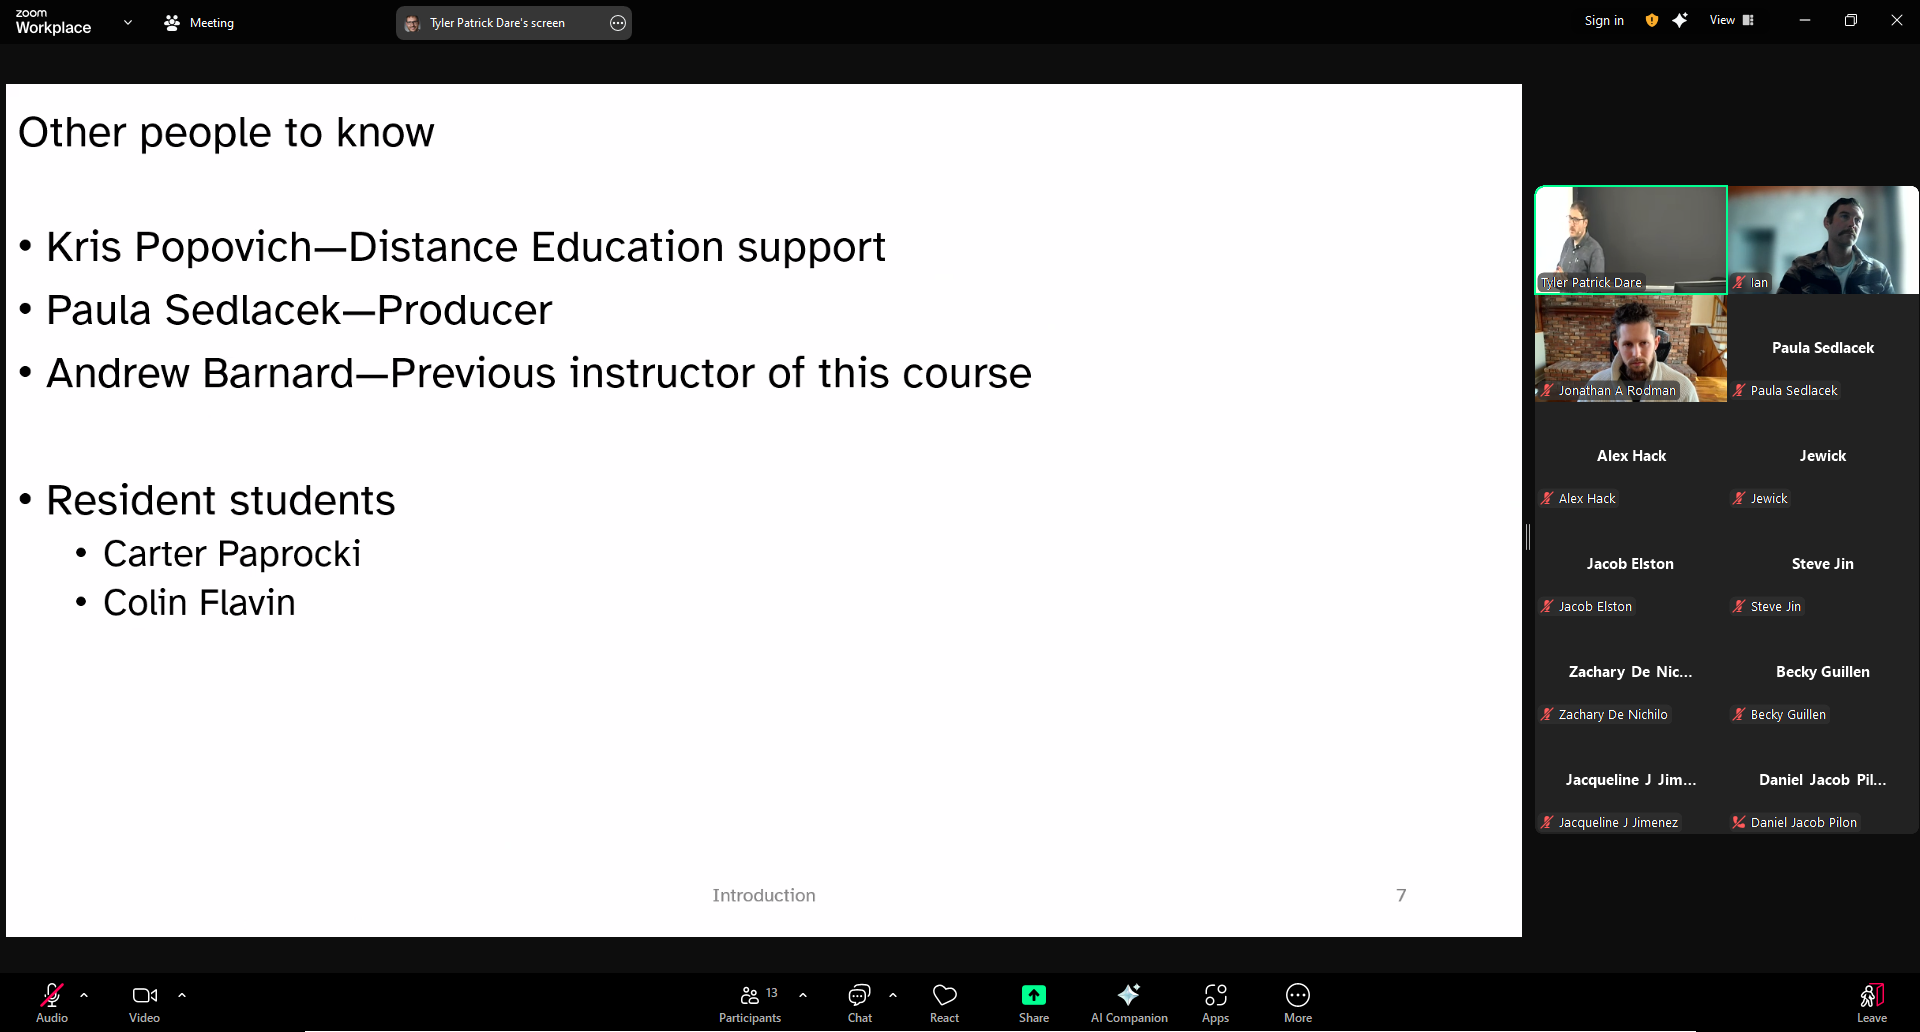 zoom
Workplace
Meeting
Tyler Patrick Dare's screen
Sign in
View
Other people to know
• Kris Popovich—Distance Education support
• Paula Sedlacek—Producer
• Andrew Barnard—Previous instructor of this course
• Resident students
• Carter Paprocki
• Colin Flavin
Introduction
7
Tyler Patrick Dare
Ian
Jonathan A Rodman
Paula Sedlacek
Paula Sedlacek
Alex Hack
Alex Hack
Jewick
Jewick
Jacob Elston
Jacob Elston
Steve Jin
Steve Jin
Zachary De Nic...
Zachary De Nichilo
Becky Guillen
Becky Guillen
Jacqueline J Jim...
Jacqueline J Jimenez
Daniel Jacob Pil...
Daniel Jacob Pilon
Audio
Video
13
Participants
Chat
React
Share
AI Companion
Apps
More
Leave